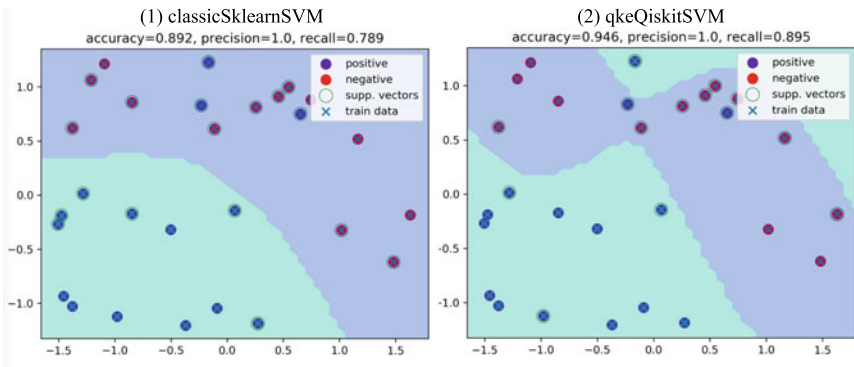 (1) classicSklearnSVM
accuracy=0.892, precision=1.0, recall=0.789
positive
negative
supp. vectors
train data
1.0
0.5
0.0
−0.5
−1.0
−1.5
−1.0
−0.5
0.0
0.5
1.0
1.5
(2) qkeQiskitSVM
accuracy=0.946, precision=1.0, recall=0.895
positive
negative
supp. vectors
train data
1.0
0.5
0.0
-0.5
-1.0
-1.5
-1.0
-0.5
0.0
0.5
1.0
1.5